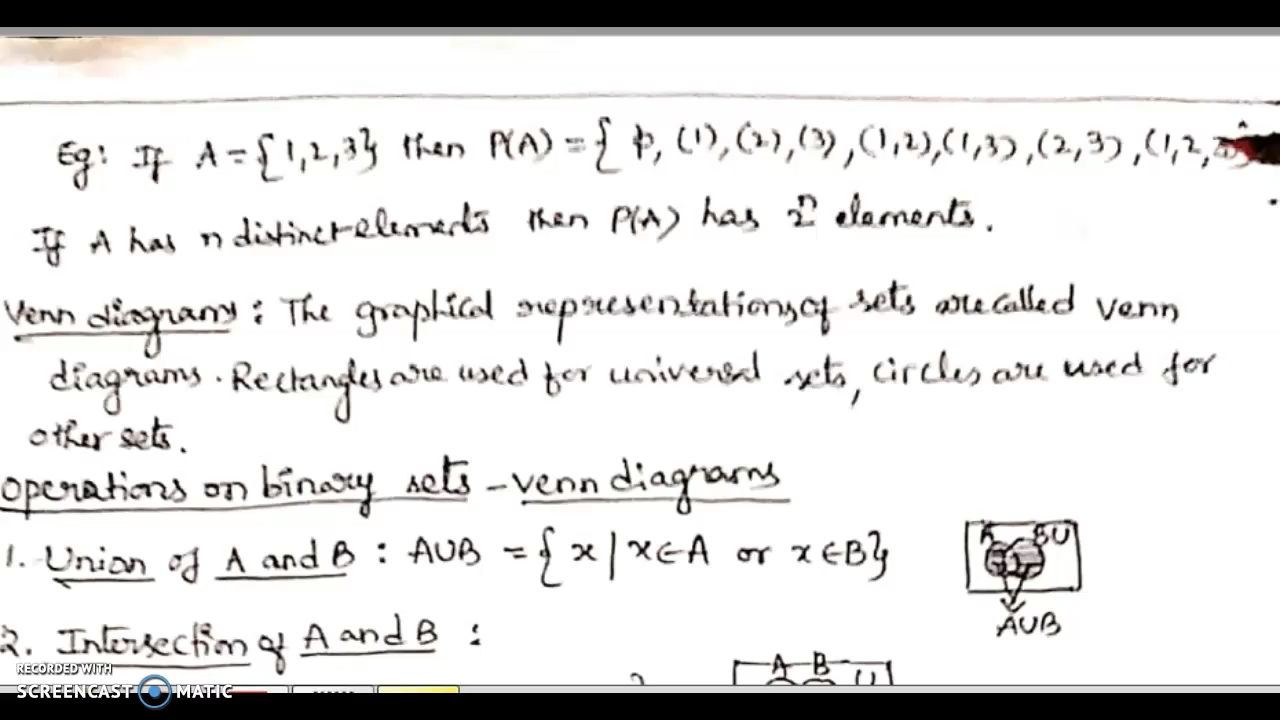 Eg: If A = {1,2,3} then P(A) = { ϕ, (1), (2), (3), (1,2), (1,3), (2,3), (1,2,
If A has n distinct elements then P(A) has 2ⁿ elements.
Venn diagrams: The graphical representations of sets are called venn
diagrams. Rectangles are used for universal sets, circles are used for
other sets.
operations on binary sets - venn diagrams
1. Union of A and B : A∪B = { x | x ∈ A or x ∈ B}
A B U
A∪B
2. Intersection of A and B :
A B U
RECORDED WITH
SCREENCAST MATIC